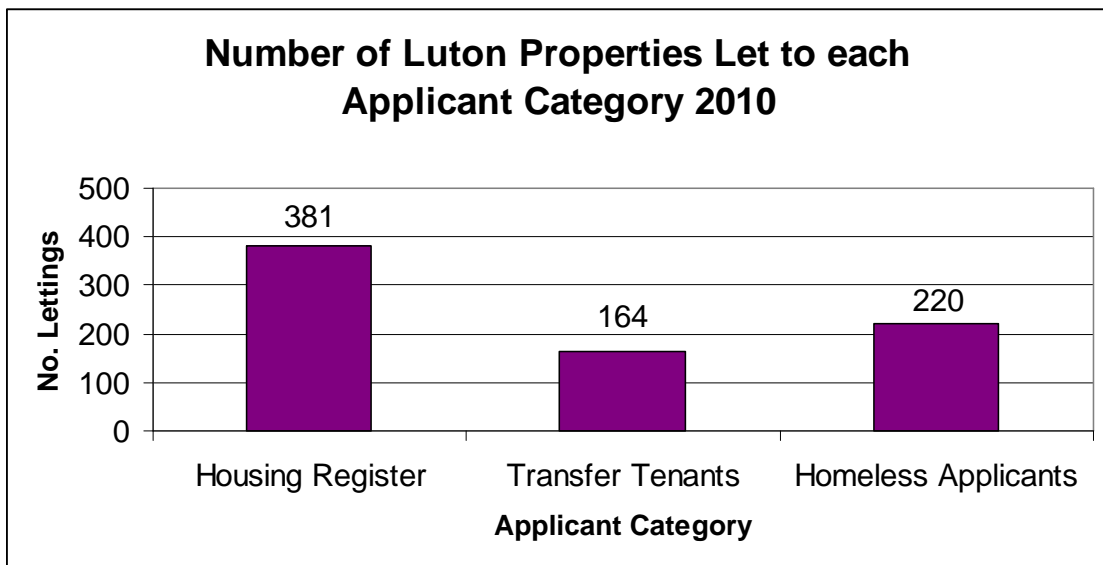 Number of Luton Properties Let to each
Applicant Category 2010
No. Lettings
500
400
300
200
100
0
381
164
220
Housing Register
Transfer Tenants
Homeless Applicants
Applicant Category